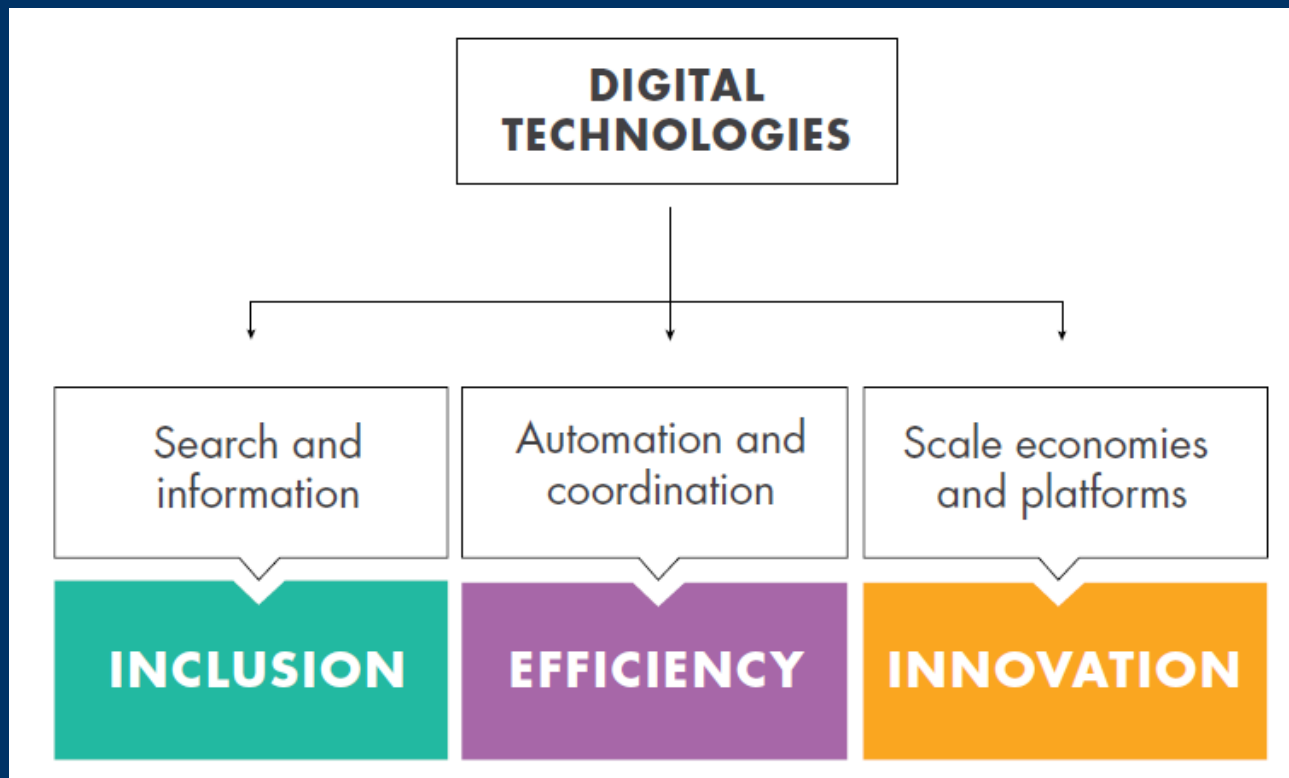 DIGITAL
TECHNOLOGIES
Search and
information
Automation and
coordination
Scale economies
and platforms
INCLUSION
EFFICIENCY
INNOVATION